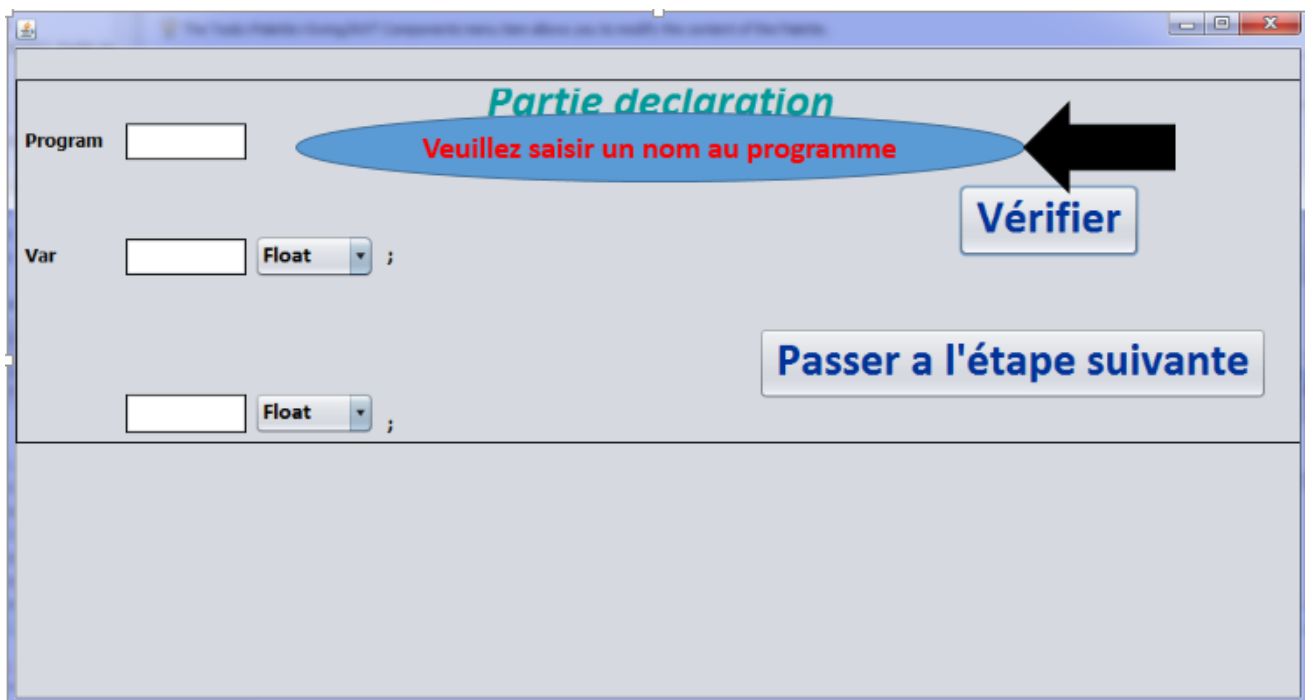 Partie declaration
Program
Veuillez saisir un nom au programme
Vérifier
Var Float ;
Passer a l'étape suivante
Float ;